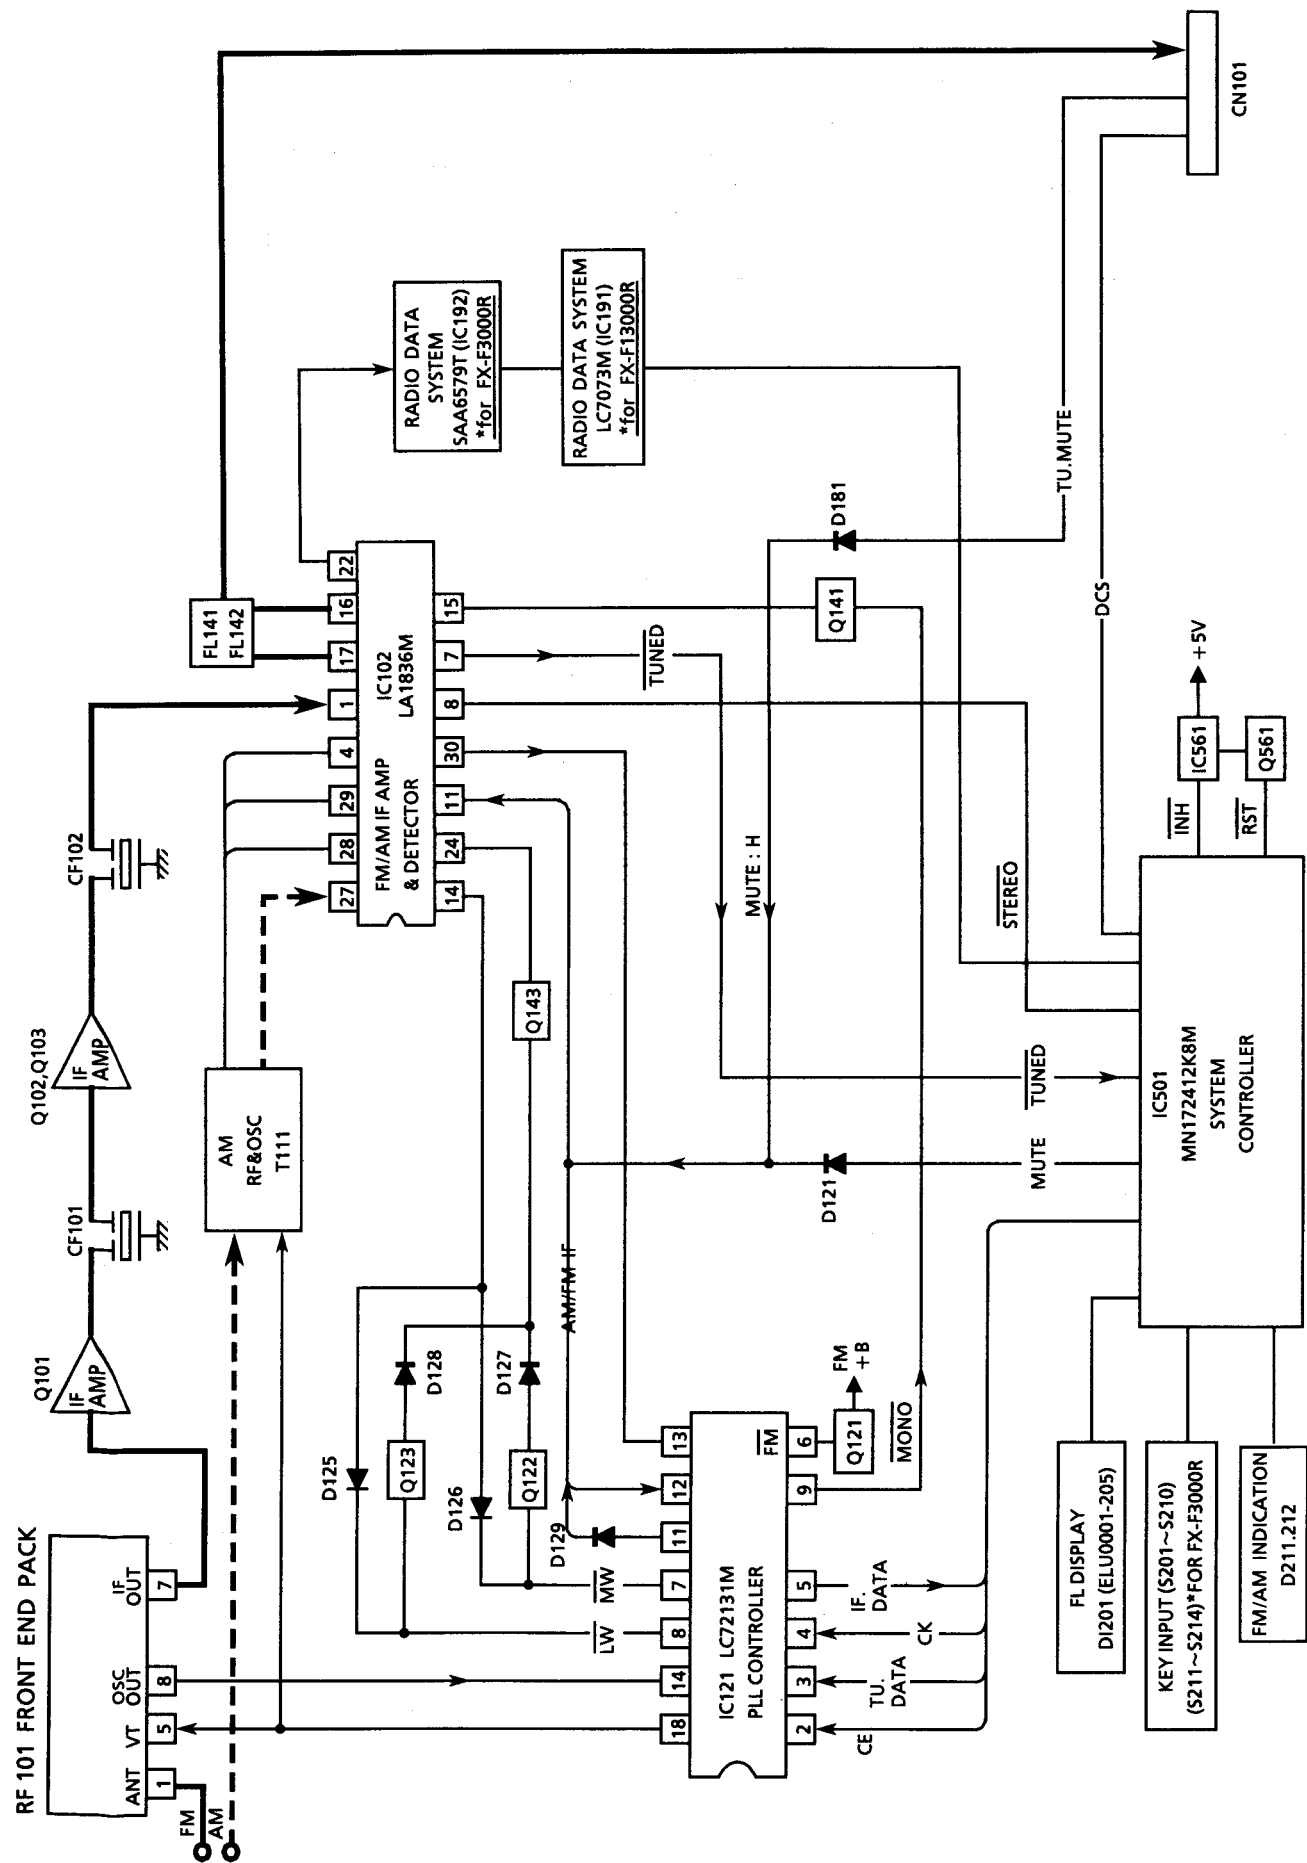 RF 101 FRONT END PACK
ANT
VT
OSC
OUT
IF
OUT
1
5
8
7
FM
AM
Q101
IF
AMP
CF101
Q102,Q103
IF
AMP
CF102
AM
RF&OSC
T111
FL141
FL142
27
28
29
4
1
17
16
22
FM/AM IF AMP
& DETECTOR
IC102
LA1836M
14
24
11
30
8
7
15
RADIO DATA
SYSTEM
SAA6579T (IC192)
*for FX-F3000R
RADIO DATA SYSTEM
LC7073M (IC191)
*for FX-F13000R
D125
Q123
D128
D126
Q122
D127
D129
Q143
AM/FM IF
LW
MW
18
14
8
7
11
12
13
IC121 LC72131M
PLL CONTROLLER
FM
2
3
4
5
9
6
Q121
FM
+B
CE
TU.
DATA
CK
IF.
DATA
MONO
D121
MUTE
MUTE : H
TUNED
TUNED
STEREO
Q141
D181
TU.MUTE
DCS
CN101
IC501
MN172412K8M
SYSTEM
CONTROLLER
INH
RST
IC561
Q561
+5V
FL DISPLAY
DI201 (ELU0001-205)
KEY INPUT (S201~S210)
(S211~S214)*FOR FX-F3000R
FM/AM INDICATION
D211.212